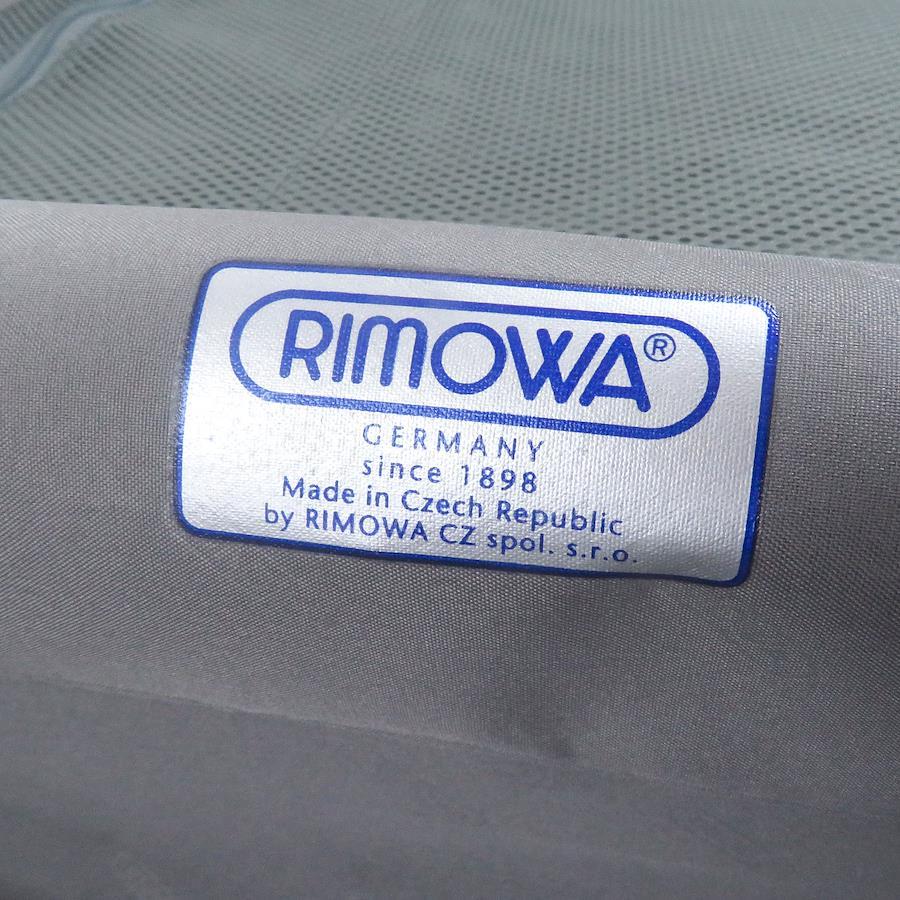 RIMOWA®
GERMANY
since 1898
Made in Czech Republic
by RIMOWA CZ spol. s.r.o.